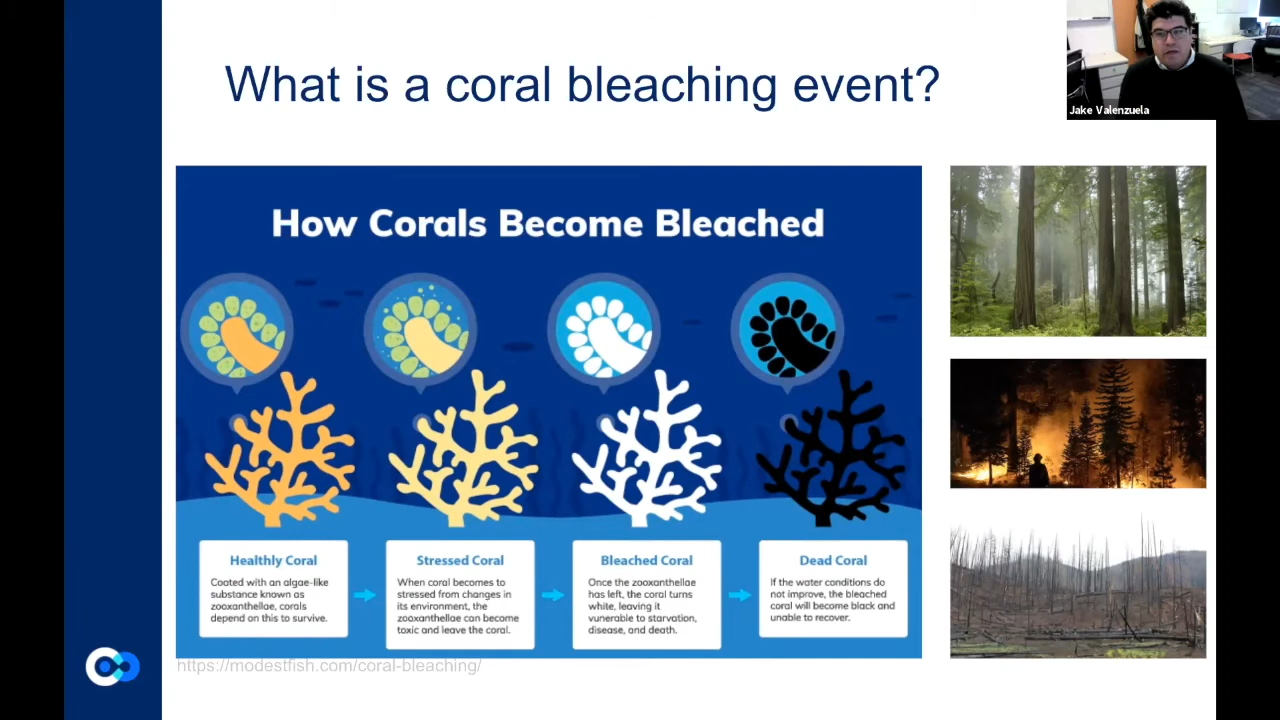 What is a coral bleaching event?
Jake Valenzuela
How Corals Become Bleached
Healthly Coral
Coated with an algae-like
substance known as
zooxanthellae, corals
depend on this to survive.
Stressed Coral
When coral becomes to
stressed from changes in
its environment, the
zooxanthellae can become
toxic and leave the coral.
Bleached Coral
Once the zooxanthellae
has left, the coral turns
white, leaving it
vunerable to starvation,
disease, and death.
Dead Coral
If the water conditions do
not improve, the bleached
coral will become black and
unable to recover.
https://modestfish.com/coral-bleaching/